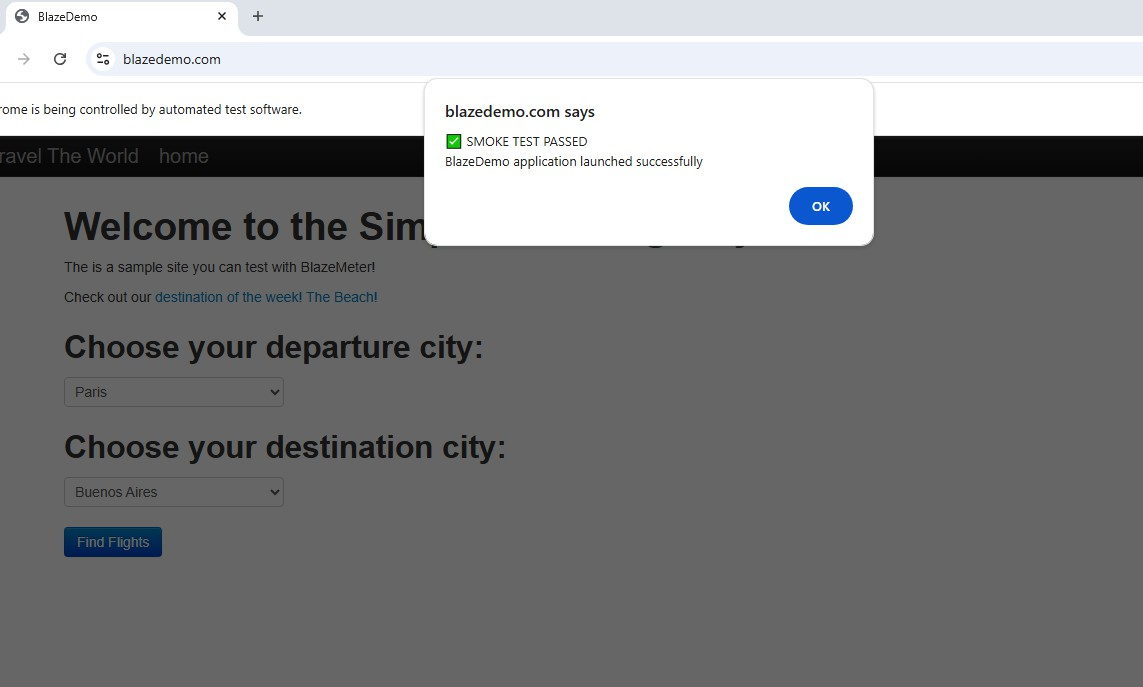 BlazeDemo
blazedemo.com
rome is being controlled by automated test software.
ravel The World home
blazedemo.com says
✅ SMOKE TEST PASSED
BlazeDemo application launched successfully
OK
Welcome to the Sim
The is a sample site you can test with BlazeMeter!
Check out our destination of the week! The Beach!
Choose your departure city:
Paris
Choose your destination city:
Buenos Aires
Find Flights